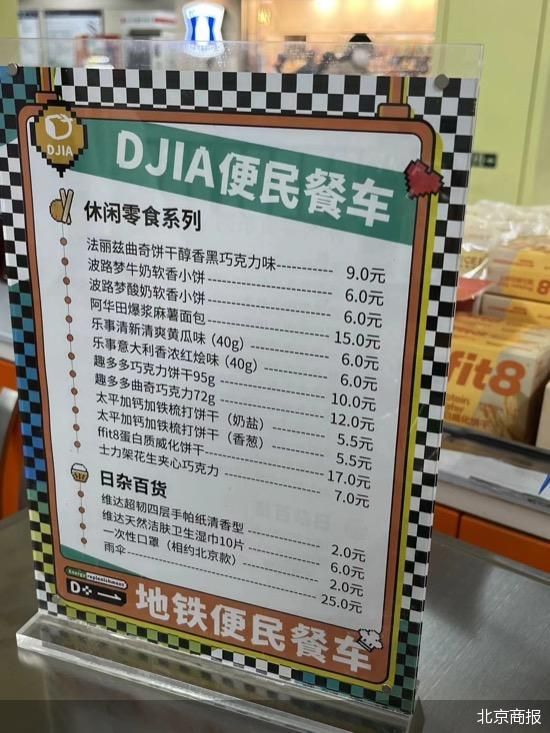 DJIA
DJIA便民餐车
休闲零食系列
法丽兹曲奇饼干醇香黑巧克力味 9.0元
波路梦牛奶软香小饼 6.0元
波路梦酸奶软香小饼 6.0元
阿华田爆浆麻薯面包 15.0元
乐事清新清爽黄瓜味（40g） 6.0元
乐事意大利香浓红烩味（40g） 6.0元
趣多多巧克力饼干95g 10.0元
趣多多曲奇巧克力72g 12.0元
太平加钙加铁梳打饼干（奶盐） 5.5元
太平加钙加铁梳打饼干（香葱） 5.5元
ffit8蛋白质威化饼干 17.0元
士力架花生夹心巧克力 7.0元
日杂百货
维达超韧四层手帕纸清香型 2.0元
维达天然洁肤卫生湿巾10片 6.0元
一次性口罩（相约北京款） 2.0元
雨伞 25.0元
Energy replenishment
地铁便民餐车
fit8
北京商报